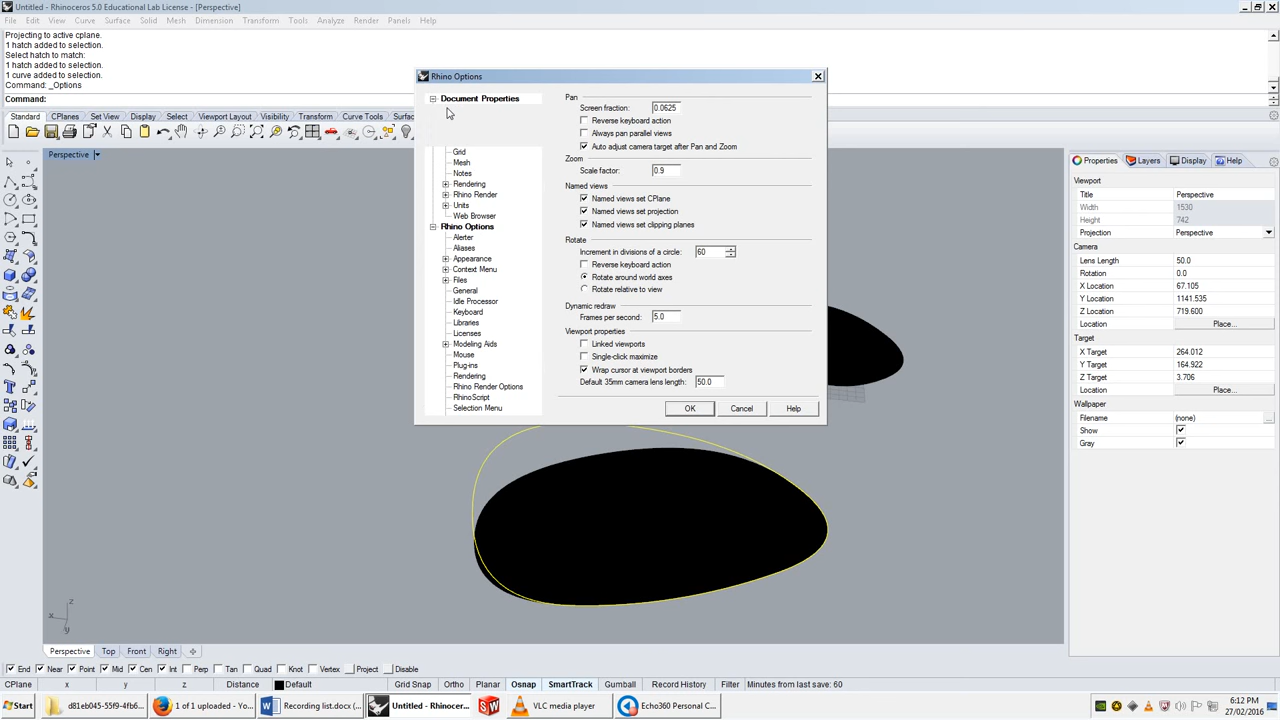 Untitled - Rhinoceros 5.0 Educational Lab License - [Perspective]
File Edit View Curve Surface Solid Mesh Dimension Transform Tools Analyze Render Panels Help
Projecting to active cplane.
1 hatch added to selection.
Select hatch to match:
1 curve added to selection.
Command: _Options
Command:
Standard CPlanes Set View Display Select Viewport Layout Visibility Transform Curve Tools Surfac
Perspective
Rhino Options
Document Properties
Grid
Mesh
Notes
Rendering
Rhino Render
Units
Web Browser
Rhino Options
Alerter
Aliases
Appearance
Context Menu
Files
General
Idle Processor
Keyboard
Libraries
Licenses
Modeling Aids
Mouse
Plug-ins
Rendering
Rhino Render Options
RhinoScript
Selection Menu
Pan
Screen fraction: 0.0625
Reverse keyboard action
Always pan parallel views
Auto adjust camera target after Pan and Zoom
Zoom
Scale factor: 0.9
Named views
Named views set CPlane
Named views set projection
Named views set clipping planes
Rotate
Increment in divisions of a circle: 60
Reverse keyboard action
Rotate around world axes
Rotate relative to view
Dynamic redraw
Frames per second: 5.0
Viewport properties
Linked viewports
Single-click maximize
Wrap cursor at viewport borders
Default 35mm camera lens length: 50.0
OK Cancel Help
Properties Layers Display Help
Viewport
Title Perspective
Width 1530
Height 742
Projection Perspective
Camera
Lens Length 50.0
Rotation 0.0
X Location 67.105
Y Location 1141.535
Z Location 719.600
Location Place...
Target
X Target 264.012
Y Target 164.922
Z Target 3.706
Location Place...
Wallpaper
Filename (none) ...
Show
Gray
z
x
y
Perspective Top Front Right
End Near Point Mid Cen Int Perp Tan Quad Knot Vertex Project Disable
CPlane x y z Distance Default Grid Snap Ortho Planar Osnap SmartTrack Gumball Record History Filter Minutes from last save: 60
Start d81eb045-55f9-4fb6... 1 of 1 uploaded - Yo... Recording list.docx (... Untitled - Rhinocer... VLC media player Echo360 Personal C...
6:12 PM
27/02/2016